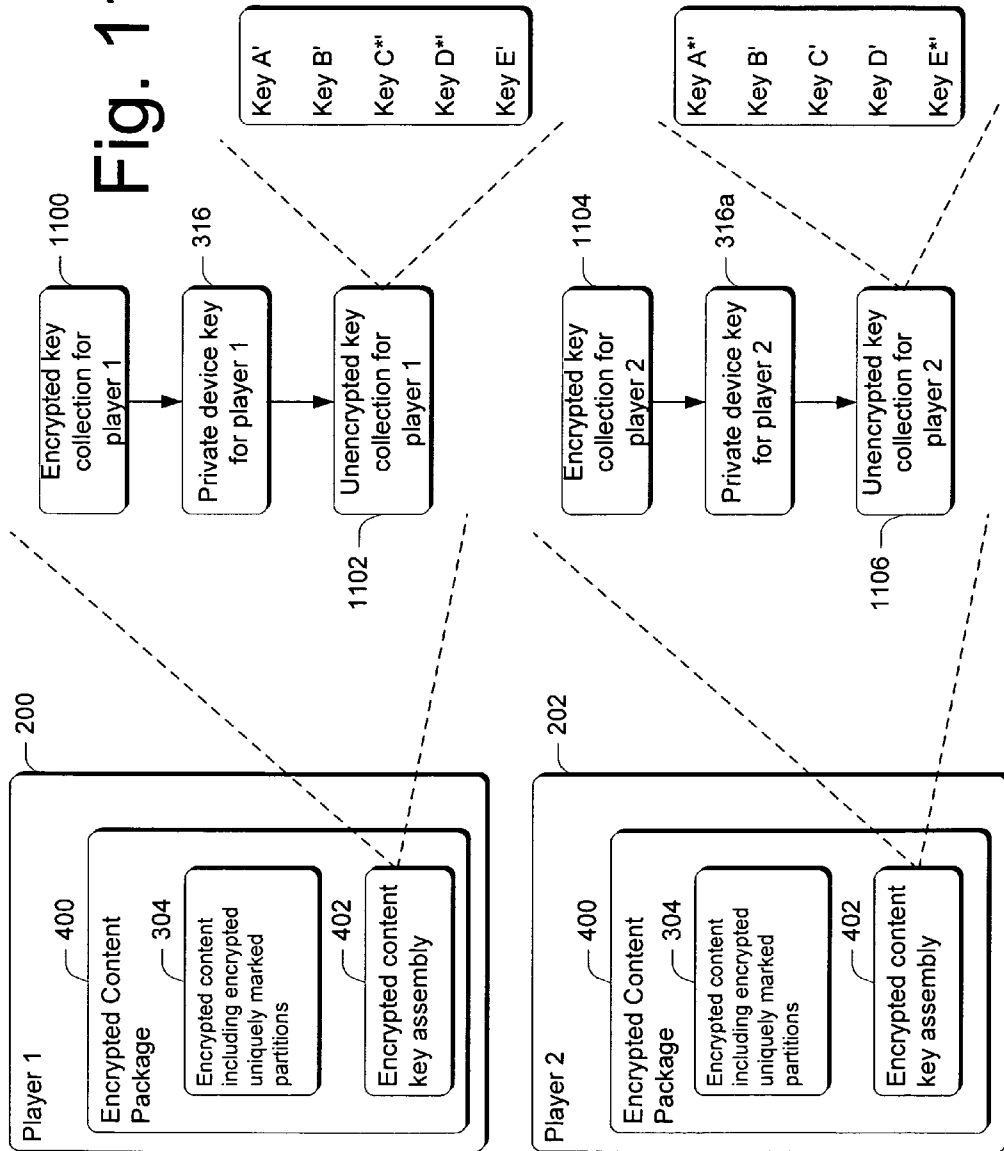 Fig. 11
Player 1
200
Encrypted Content
Package
400
Encrypted content
including encrypted
uniquely marked
partitions
304
Encrypted content
key assembly
402
Encrypted key
collection for
player 1
1100
Private device key
for player 1
316
Unencrypted key
collection for
player 1
1102
Key A'
Key B'
Key C*'
Key D*'
Key E'
Player 2
202
Encrypted Content
Package
400
Encrypted content
including encrypted
uniquely marked
partitions
304
Encrypted content
key assembly
402
Encrypted key
collection for
player 2
1104
Private device key
for player 2
316a
Unencrypted key
collection for
player 2
1106
Key A*'
Key B'
Key C'
Key D'
Key E*'